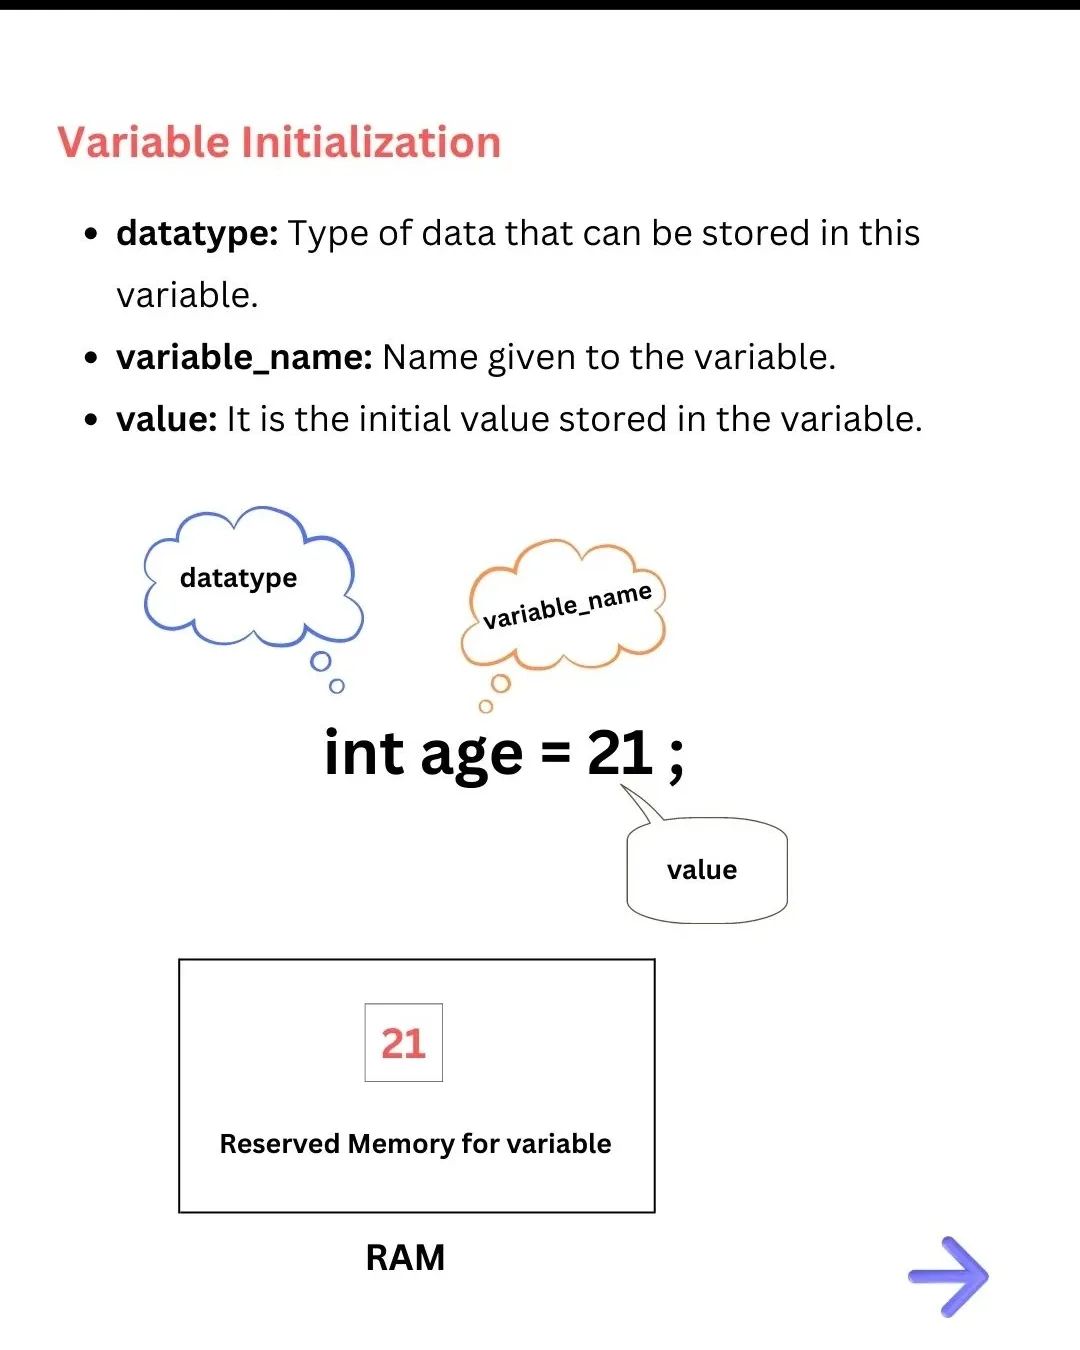 Variable Initialization
• datatype: Type of data that can be stored in this
variable.
• variable_name: Name given to the variable.
• value: It is the initial value stored in the variable.
datatype
variable_name
int age = 21 ;
value
21
Reserved Memory for variable
RAM